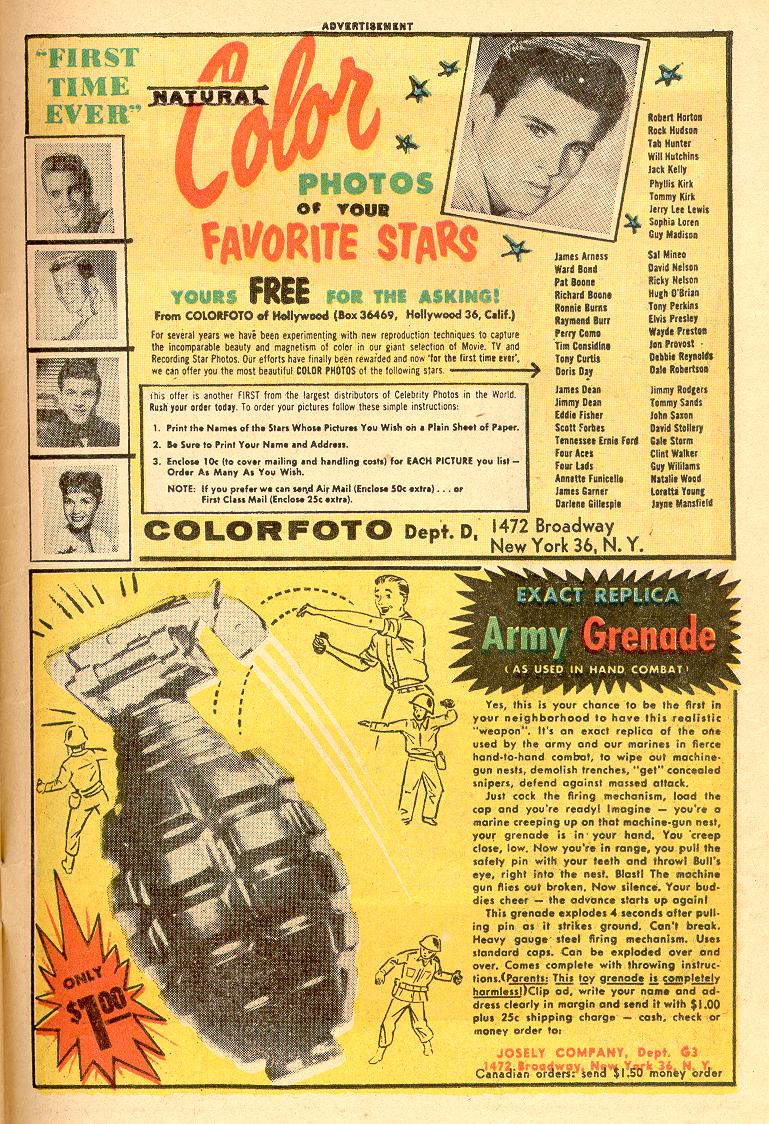 ADVERTISEMENT
"FIRST
TIME
EVER"
NATURAL
Color
PHOTOS
OF YOUR
FAVORITE STARS
YOURS FREE FOR THE ASKING!
From COLORFOTO of Hollywood (Box 36469, Hollywood 36, Calif.)
For several years we have been experimenting with new reproduction techniques to capture
the incomparable beauty and magnetism of color in our giant selection of Movie, TV and
Recording Star Photos. Our efforts have finally been rewarded and now 'for the first time ever',
we can offer you the most beautiful COLOR PHOTOS of the following stars.
This offer is another FIRST from the largest distributors of Celebrity Photos in the World.
Rush your order today. To order your pictures follow these simple instructions:
1. Print the Names of the Stars Whose Pictures You Wish on a Plain Sheet of Paper.
2. Be Sure to Print Your Name and Address.
3. Enclose 10c (to cover mailing and handling costs) for EACH PICTURE you list —
Order As Many As You Wish.
NOTE: If you prefer we can send Air Mail (Enclose 50c extra) . . . or
First Class Mail (Enclose 25c extra).
James Arness
Ward Bond
Pat Boone
Richard Boone
Ronnie Burns
Raymond Burr
Perry Como
Tim Considine
Tony Curtis
Doris Day
James Dean
Jimmy Dean
Eddie Fisher
Scott Forbes
Tennessee Ernie Ford
Four Aces
Four Lads
Annette Funicello
James Garner
Darlene Gillespie
Robert Horton
Rock Hudson
Tab Hunter
Will Hutchins
Jack Kelly
Phyllis Kirk
Tommy Kirk
Jerry Lee Lewis
Sophia Loren
Guy Madison
Sal Mineo
David Nelson
Ricky Nelson
Hugh O'Brian
Tony Perkins
Elvis Presley
Wayde Preston
Jon Provost
Debbie Reynolds
Dale Robertson
Jimmy Rodgers
Tommy Sands
John Saxon
David Stollery
Gale Storm
Clint Walker
Guy Williams
Natalie Wood
Loretta Young
Jayne Mansfield
COLORFOTO Dept. D, 1472 Broadway
New York 36, N. Y.
EXACT REPLICA
Army Grenade
(AS USED IN HAND COMBAT)
Yes, this is your chance to be the first in
your neighborhood to have this realistic
"weapon". It's an exact replica of the one
used by the army and our marines in fierce
hand-to-hand combat, to wipe out machine-
gun nests, demolish trenches, "get" concealed
snipers, defend against massed attack.
Just cock the firing mechanism, load the
cap and you're ready! Imagine — you're a
marine creeping up on that machine-gun nest,
your grenade is in your hand. You creep
close, low. Now you're in range, you pull the
safety pin with your teeth and throw! Bull's
eye, right into the nest. Blast! The machine
gun flies out broken. Now silence. Your bud-
dies cheer — the advance starts up again!
This grenade explodes 4 seconds after pull-
ing pin as it strikes ground. Can't break.
Heavy gauge steel firing mechanism. Uses
standard caps. Can be exploded over and
over. Comes complete with throwing instruc-
tions. (Parents: This toy grenade is completely
harmless!) Clip ad, write your name and ad-
dress clearly in margin and send it with $1.00
plus 25c shipping charge — cash, check or
money order to:
JOSELY COMPANY, Dept. G3
1472 Broadway, New York 36, N. Y.
Canadian orders: send $1.50 money order
ONLY
$1.00